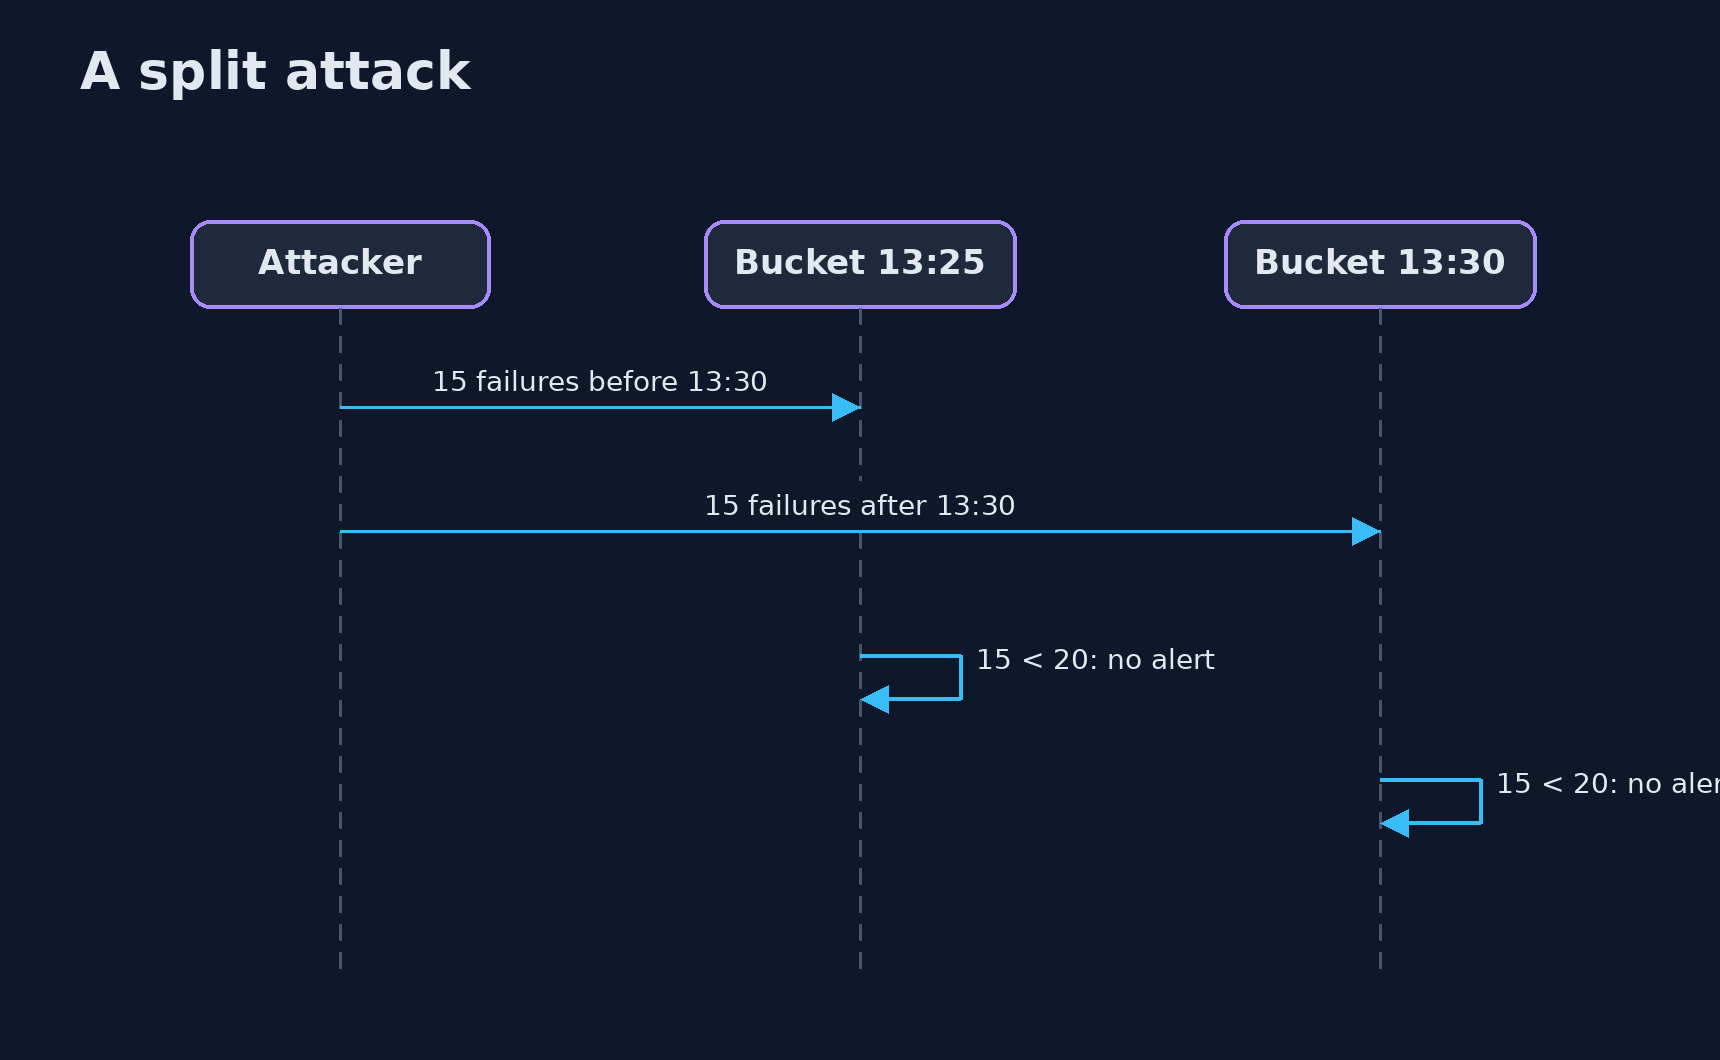 A split attack
Attacker
Bucket 13:25
Bucket 13:30
15 failures before 13:30
15 failures after 13:30
15 < 20: no alert
15 < 20: no